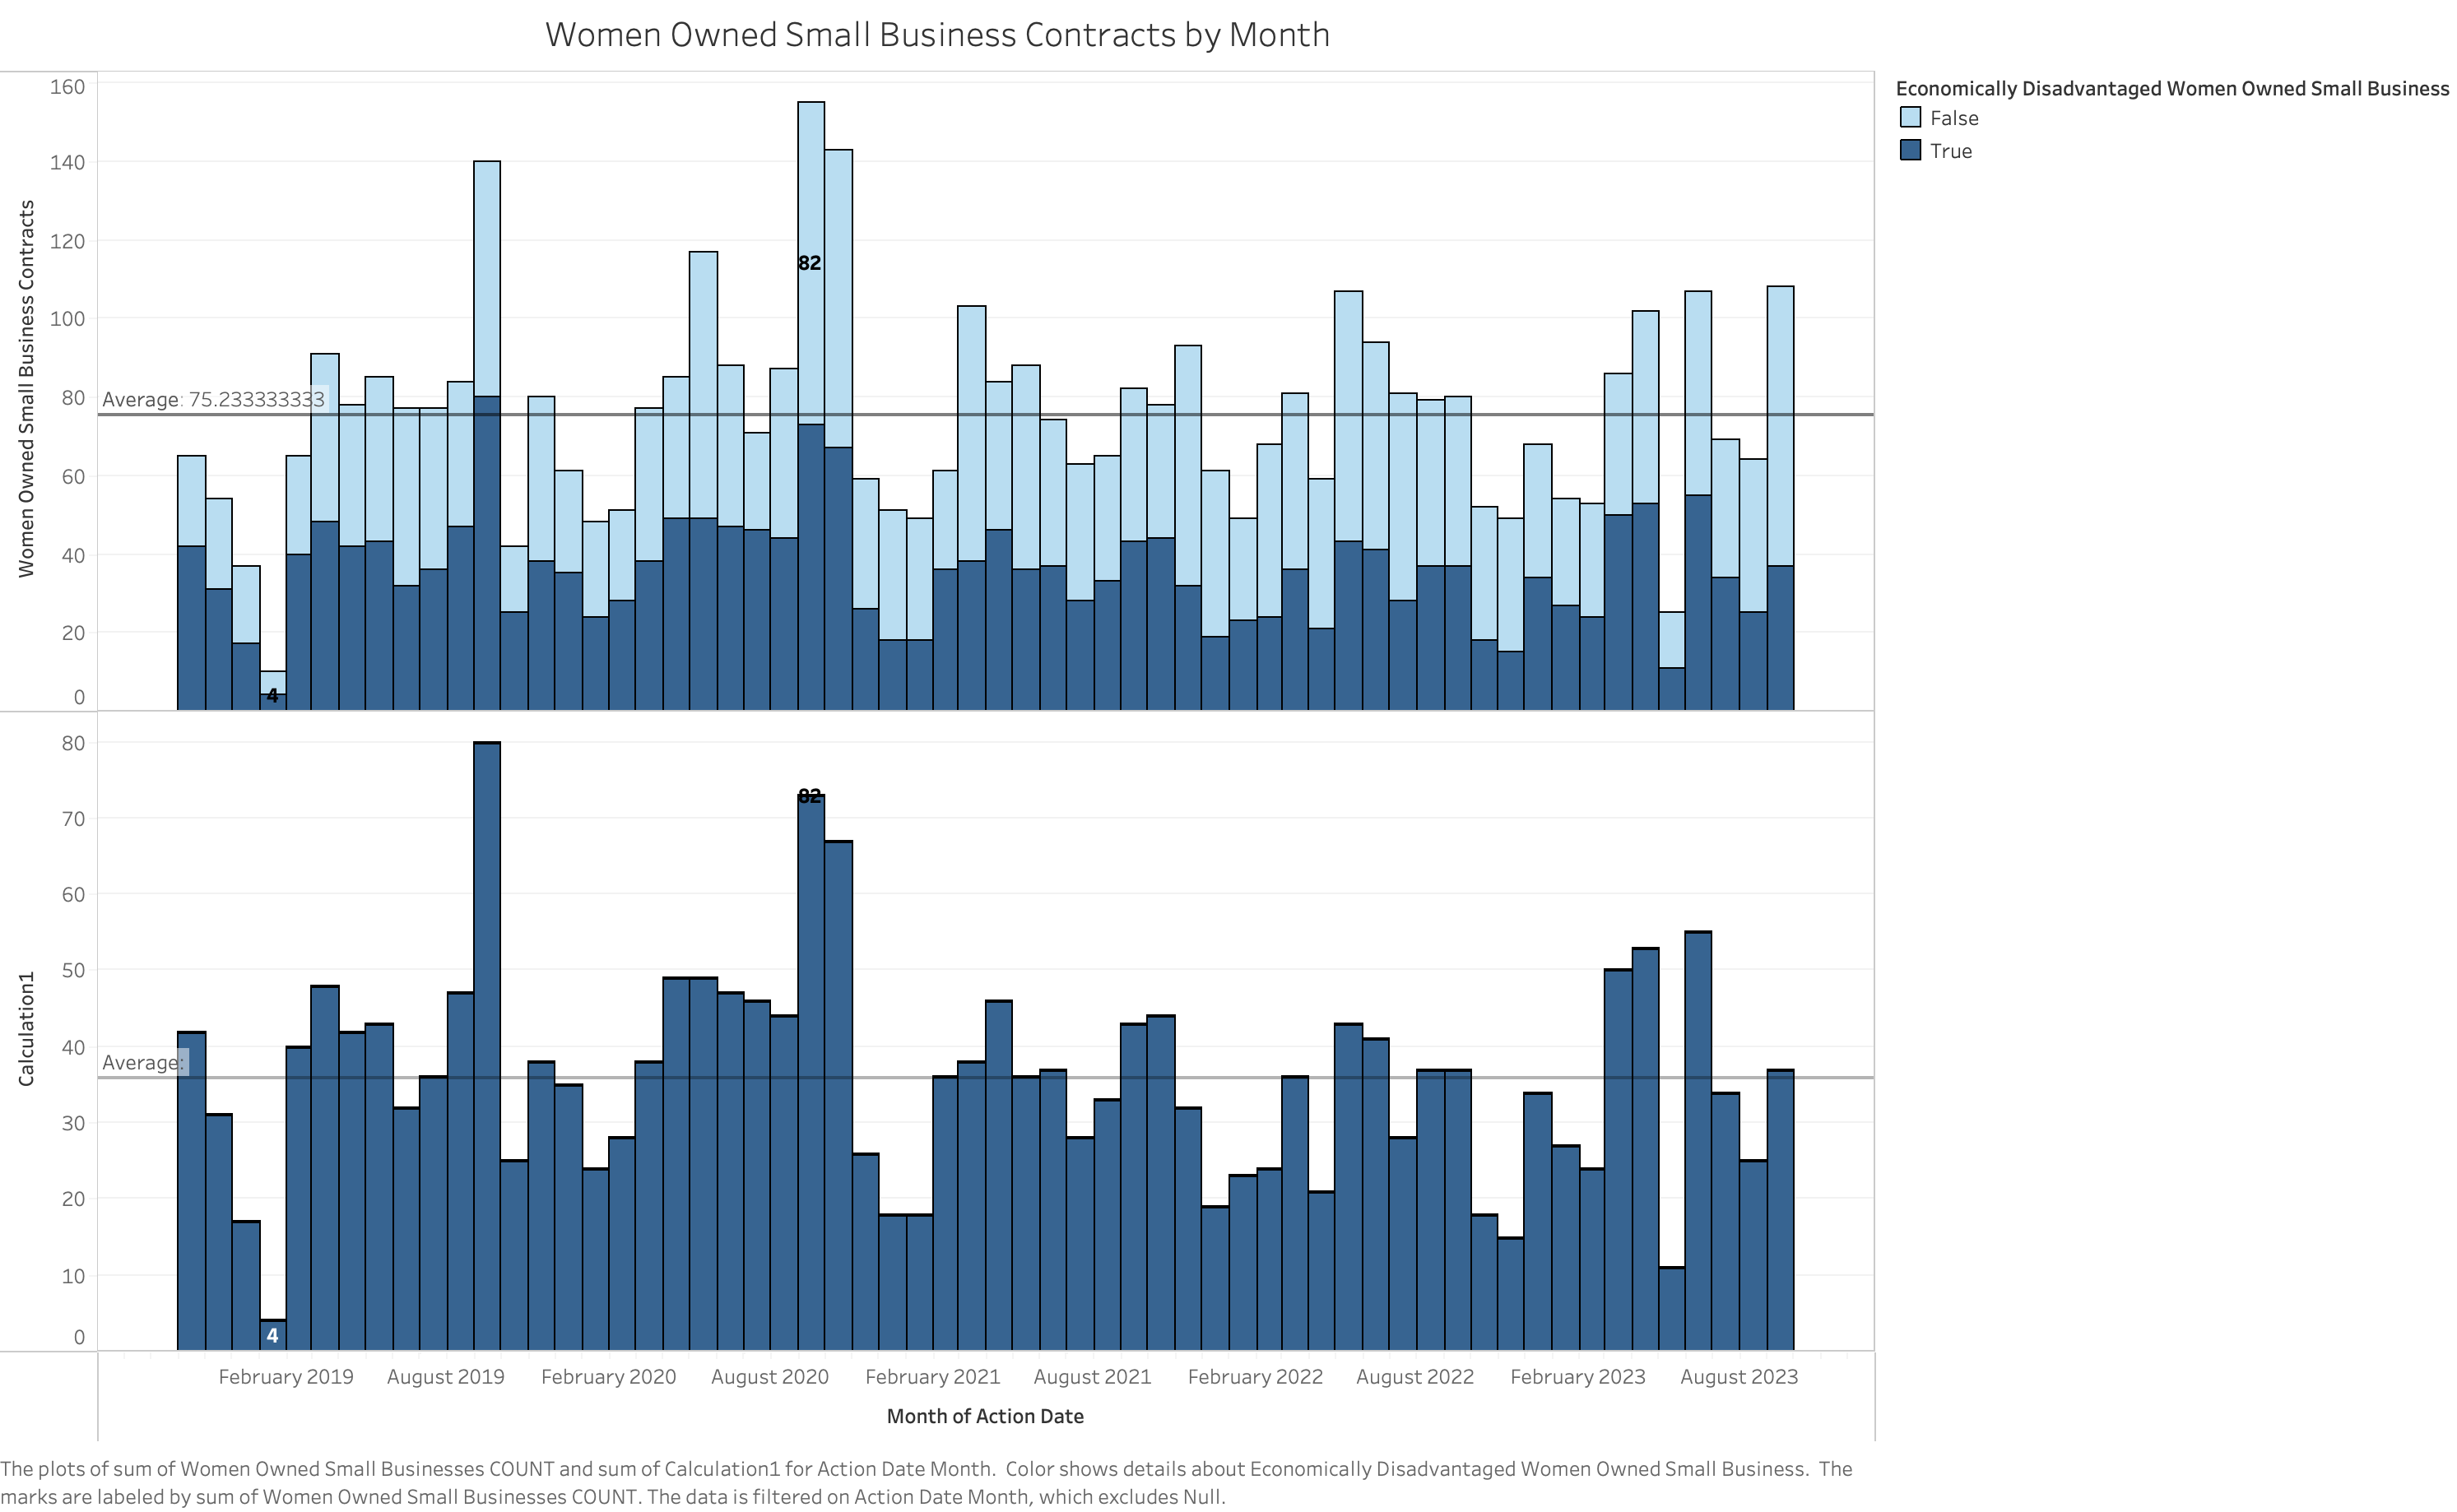 Women Owned Small Business Contracts by Month
Women Owned Small Business Contracts
160
140
120
100
80
60
40
20
0
Average: 75.233333333
82
4
Economically Disadvantaged Women Owned Small Business
False
True
Calculation1
80
70
60
50
40
30
20
10
0
Average:
82
4
February 2019
August 2019
February 2020
August 2020
February 2021
August 2021
February 2022
August 2022
February 2023
August 2023
Month of Action Date
The plots of sum of Women Owned Small Businesses COUNT and sum of Calculation1 for Action Date Month.  Color shows details about Economically Disadvantaged Women Owned Small Business.  The
marks are labeled by sum of Women Owned Small Businesses COUNT. The data is filtered on Action Date Month, which excludes Null.